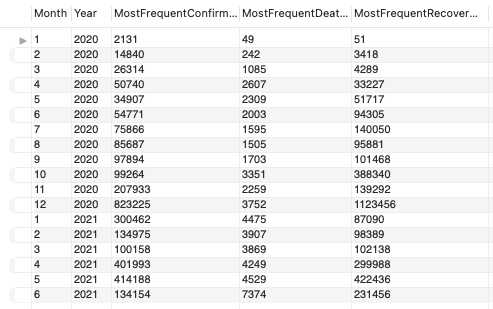 Month Year MostFrequentConfirm... MostFrequentDeat... MostFrequentRecover...
1 2020 2131 49 51
2 2020 14840 242 3418
3 2020 26314 1085 4289
4 2020 50740 2607 33227
5 2020 34907 2309 51717
6 2020 54771 2003 94305
7 2020 75866 1595 140050
8 2020 85687 1505 95881
9 2020 97894 1703 101468
10 2020 99264 3351 388340
11 2020 207933 2259 139292
12 2020 823225 3752 1123456
1 2021 300462 4475 87090
2 2021 134975 3907 98389
3 2021 100158 3869 102138
4 2021 401993 4249 299988
5 2021 414188 4529 422436
6 2021 134154 7374 231456